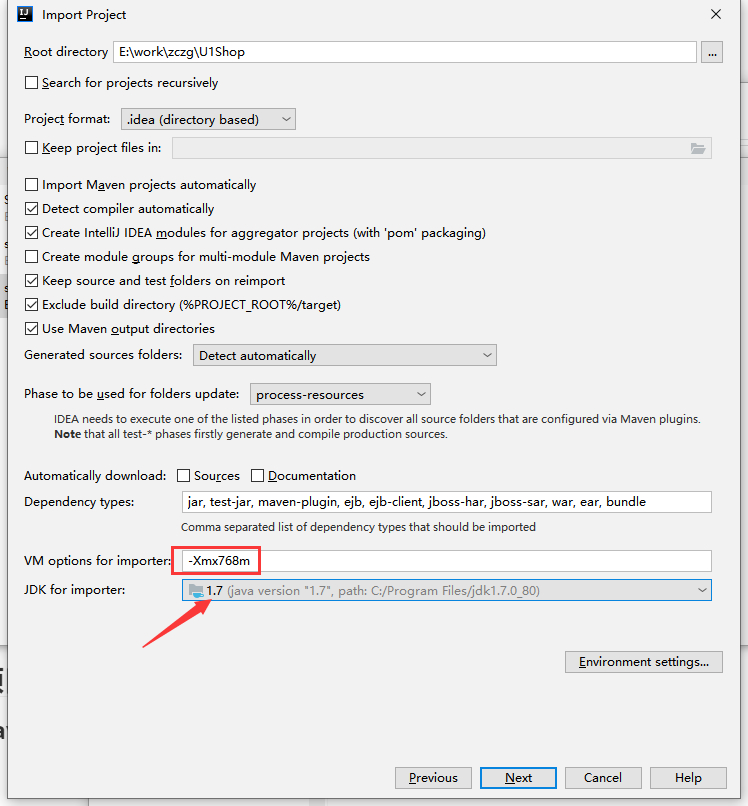 IJ Import Project
Root directory E:\work\zczg\U1Shop ...
Search for projects recursively
Project format: .idea (directory based)
Keep project files in:
Import Maven projects automatically
Detect compiler automatically
Create IntelliJ IDEA modules for aggregator projects (with 'pom' packaging)
Create module groups for multi-module Maven projects
Keep source and test folders on reimport
Exclude build directory (%PROJECT_ROOT%/target)
Use Maven output directories
Generated sources folders: Detect automatically
Phase to be used for folders update: process-resources
IDEA needs to execute one of the listed phases in order to discover all source folders that are configured via Maven plugins.
Note that all test-* phases firstly generate and compile production sources.
Automatically download: Sources Documentation
Dependency types: jar, test-jar, maven-plugin, ejb, ejb-client, jboss-har, jboss-sar, war, ear, bundle
Comma separated list of dependency types that should be imported
VM options for importer: -Xmx768m
JDK for importer: 1.7 (java version "1.7", path: C:/Program Files/jdk1.7.0_80)
Environment settings...
Previous Next Cancel Help